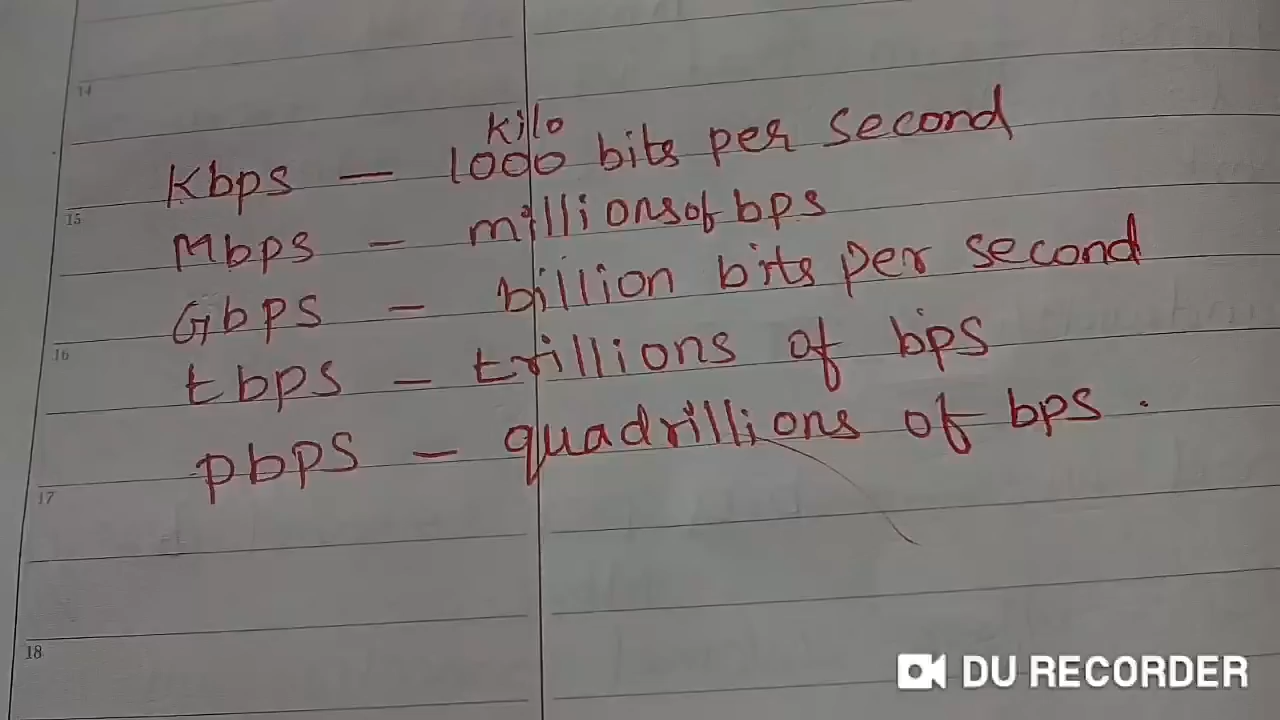 14
kilo
Kbps — 1000 bits per second
15
Mbps - millions of bps
Gbps - billion bits per second
16
tbps - trillions of bps
pbps - quadrillions of bps .
17
18
DU RECORDER